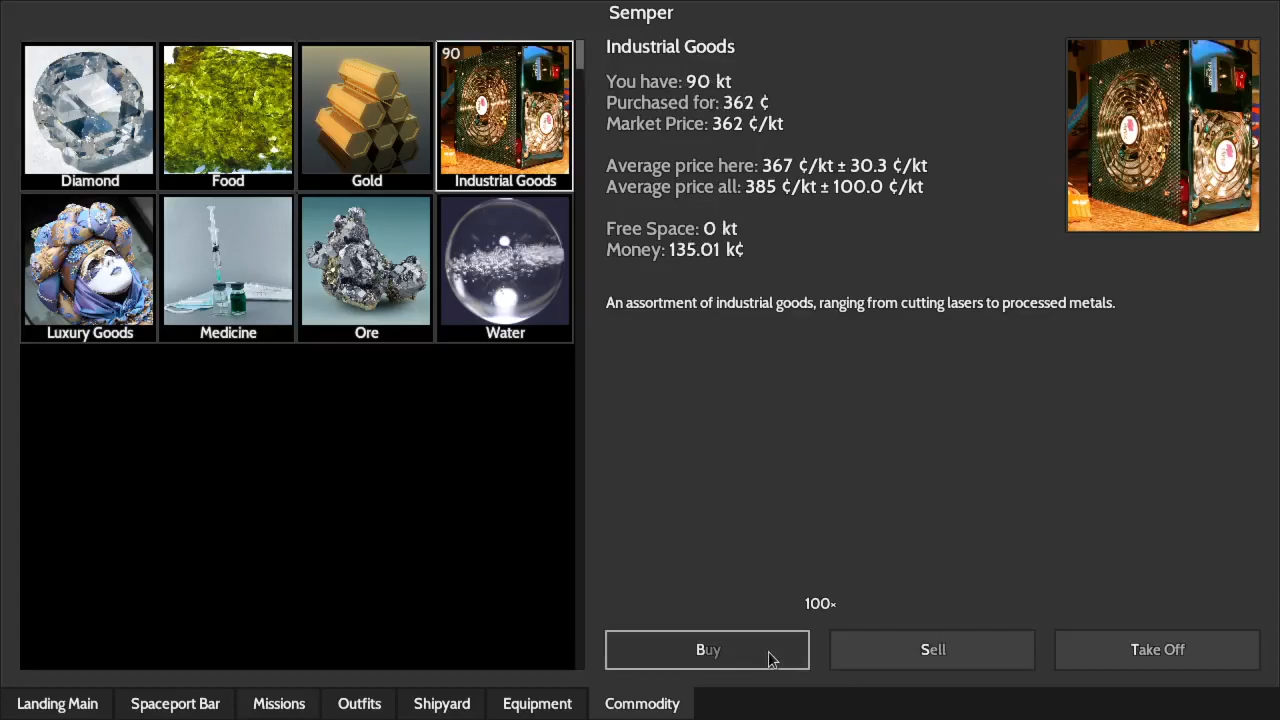 Semper
90
Diamond
Food
Gold
Industrial Goods
Luxury Goods
Medicine
Ore
Water
Industrial Goods
You have: 90 kt
Purchased for: 362 ¢
Market Price: 362 ¢/kt
Average price here: 367 ¢/kt ± 30.3 ¢/kt
Average price all: 385 ¢/kt ± 100.0 ¢/kt
Free Space: 0 kt
Money: 135.01 k¢
An assortment of industrial goods, ranging from cutting lasers to processed metals.
100×
Buy
Sell
Take Off
Landing Main
Spaceport Bar
Missions
Outfits
Shipyard
Equipment
Commodity